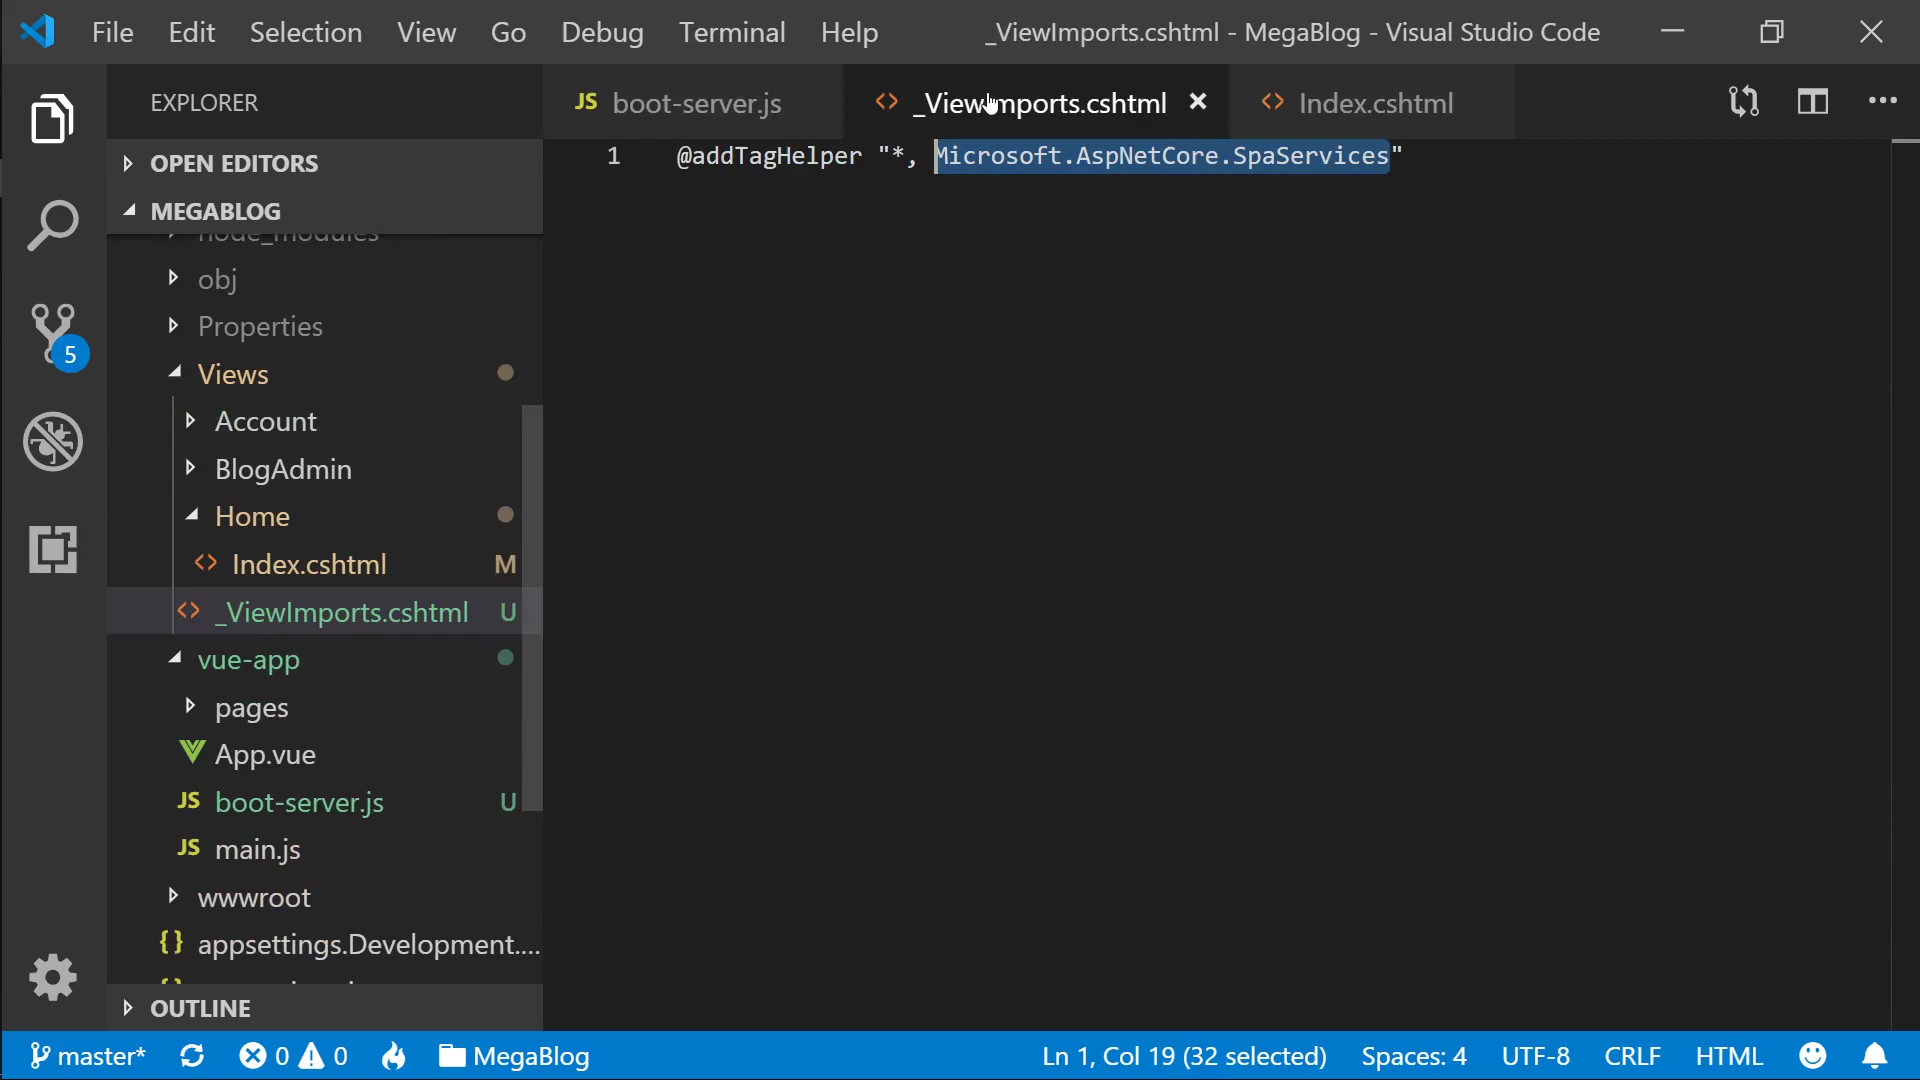 File Edit Selection View Go Debug Terminal Help _ViewImports.cshtml - MegaBlog - Visual Studio Code
EXPLORER
JS boot-server.js
<> _ViewImports.cshtml
<> Index.cshtml
OPEN EDITORS
MEGABLOG
node_modules
obj
Properties
Views
Account
BlogAdmin
Home
<> Index.cshtml M
<> _ViewImports.cshtml U
vue-app
pages
App.vue
JS boot-server.js U
JS main.js
wwwroot
{} appsettings.Development....
OUTLINE
5
1 @addTagHelper "*, Microsoft.AspNetCore.SpaServices"
master* 0 0 MegaBlog Ln 1, Col 19 (32 selected) Spaces: 4 UTF-8 CRLF HTML